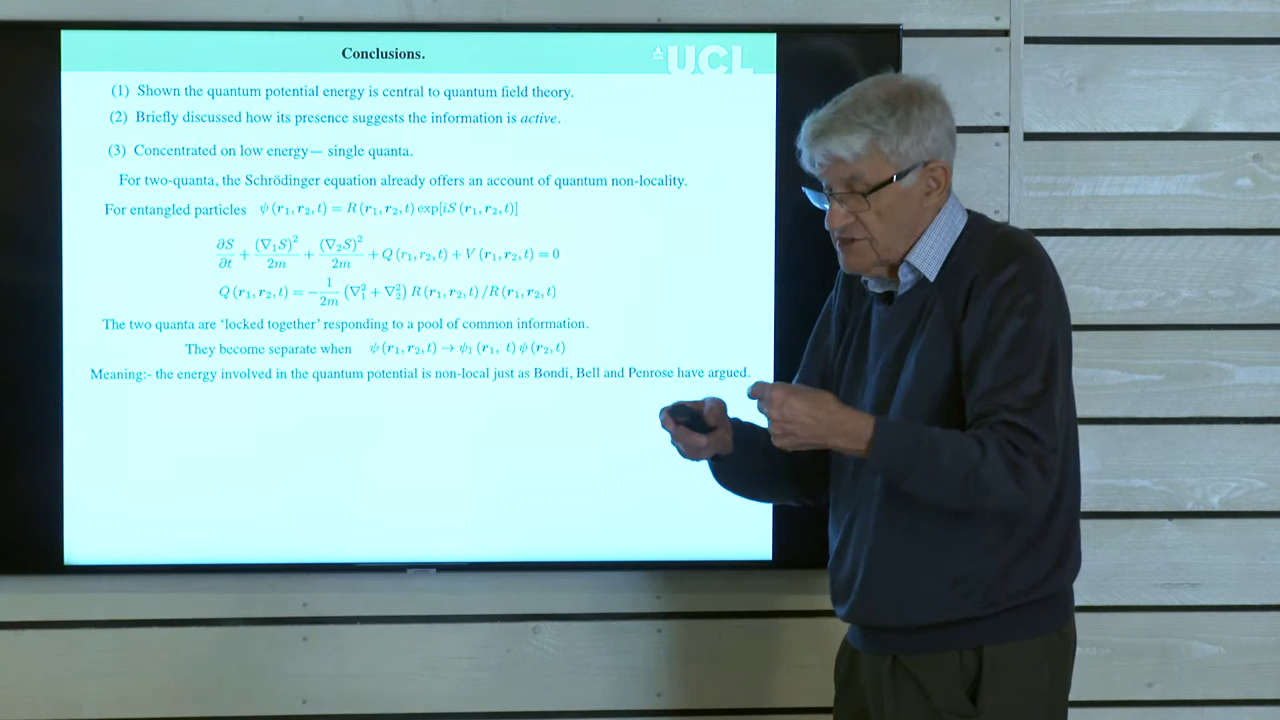 Conclusions.
UCL
(1) Shown the quantum potential energy is central to quantum field theory.
(2) Briefly discussed how its presence suggests the information is active.
(3) Concentrated on low energy— single quanta.
For two-quanta, the Schrödinger equation already offers an account of quantum non-locality.
For entangled particles ψ(r₁, r₂, t) = R(r₁, r₂, t) exp[iS(r₁, r₂, t)]
∂S/∂t + (∇₁S)²/2m + (∇₂S)²/2m + Q(r₁, r₂, t) + V(r₁, r₂, t) = 0
Q(r₁, r₂, t) = −1/2m (∇₁² + ∇₂²) R(r₁, r₂, t)/R(r₁, r₂, t)
The two quanta are ‘locked together’ responding to a pool of common information.
They become separate when ψ(r₁, r₂, t) → ψ₁(r₁, t) ψ(r₂, t)
Meaning:- the energy involved in the quantum potential is non-local just as Bondi, Bell and Penrose have argued.